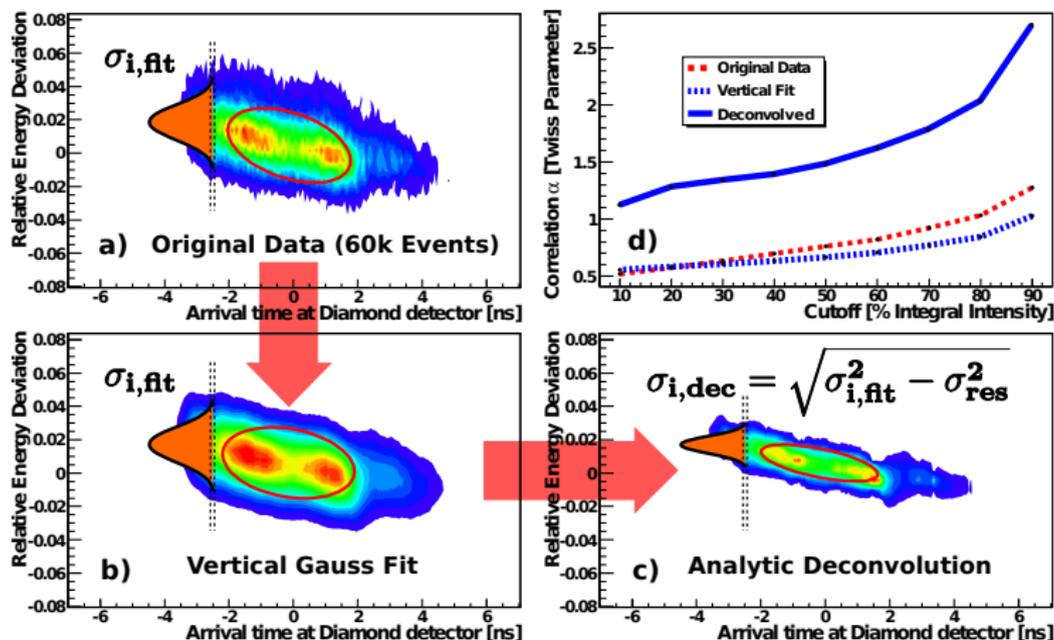 Relative Energy Deviation
0.08
0.06
0.04
0.02
0
-0.02
-0.04
-0.06
-0.08
σi,fit
a) Original Data (60k Events)
-6 -4 -2 0 2 4 6
Arrival time at Diamond detector [ns]
Correlation α [Twiss Parameter]
2.5
2
1.5
1
0.5
Original Data
Vertical Fit
Deconvolved
d)
10 20 30 40 50 60 70 80 90
Cutoff [% Integral Intensity]
Relative Energy Deviation
0.08
0.06
0.04
0.02
0
-0.02
-0.04
-0.06
-0.08
σi,fit
b) Vertical Gauss Fit
-6 -4 -2 0 2 4 6
Arrival time at Diamond detector [ns]
Relative Energy Deviation
0.08
0.06
0.04
0.02
0
-0.02
-0.04
-0.06
-0.08
σi,dec = √σ²i,fit − σ²res
c) Analytic Deconvolution
-6 -4 -2 0 2 4 6
Arrival time at Diamond detector [ns]